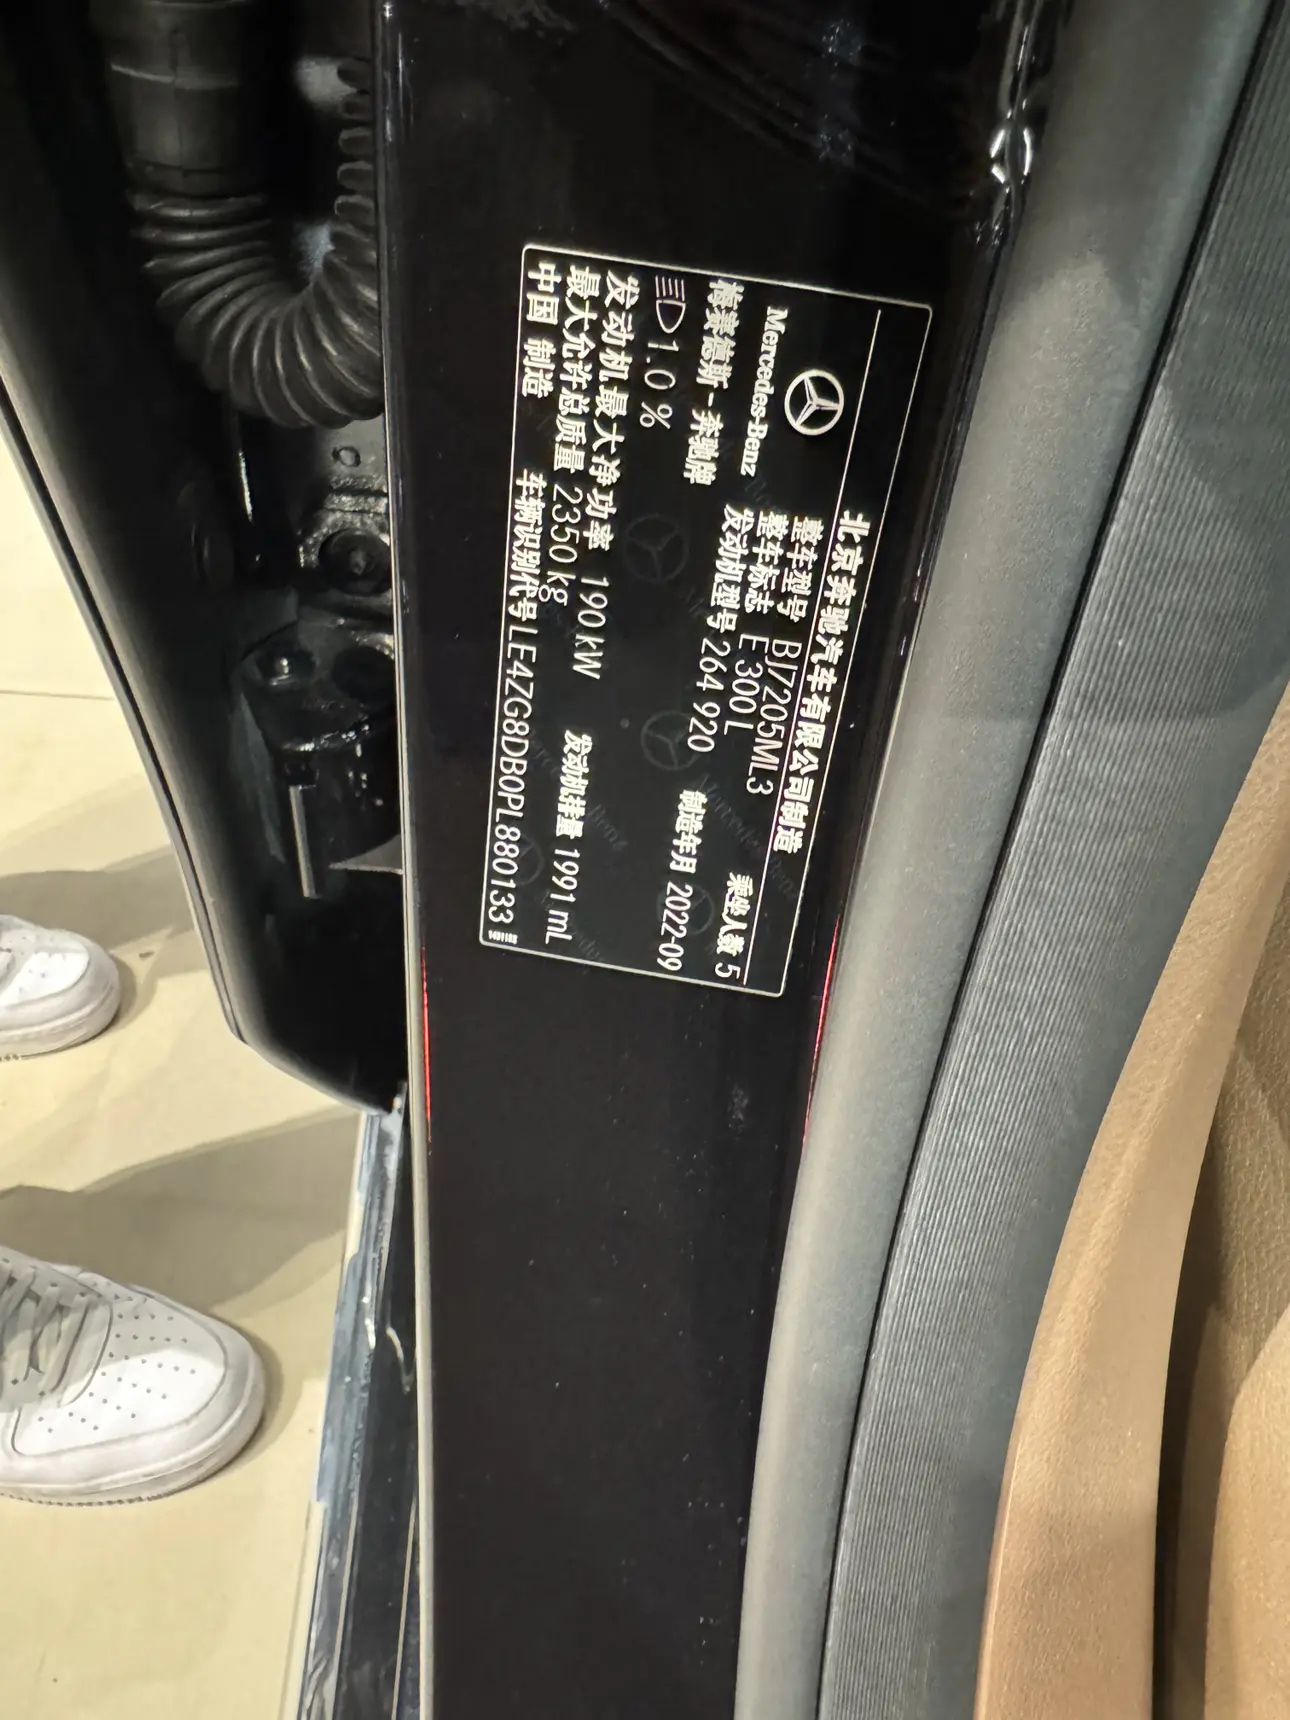 北京奔驰汽车有限公司制造
Mercedes-Benz
梅赛德斯-奔驰牌
整车型号 BJ7205ML3 乘坐人数 5
整车标志 E 300 L
发动机型号 264 920 制造年月 2022-09
1.0 %
发动机最大净功率 190 kW 发动机排量 1991 mL
最大允许总质量 2350 kg
中国 制造 车辆识别代号 LE4ZG8DB0PL880133